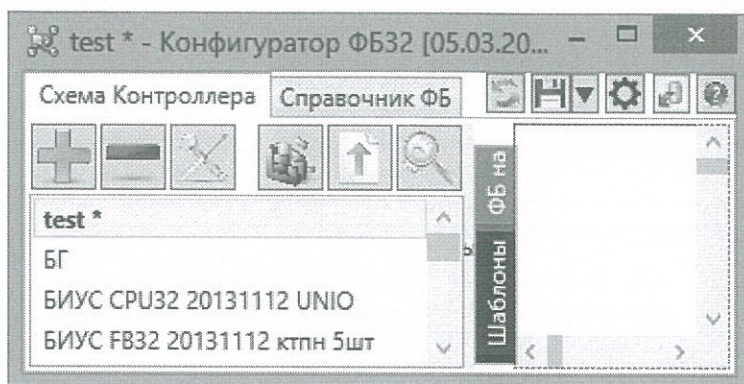 test * - Конфигуратор ФБ32 [05.03.20...
Схема Контроллера Справочник ФБ
test *
БГ
БИУС CPU32 20131112 UNIO
БИУС FB32 20131112 ктпн 5шт
ФБ на
Шаблоны